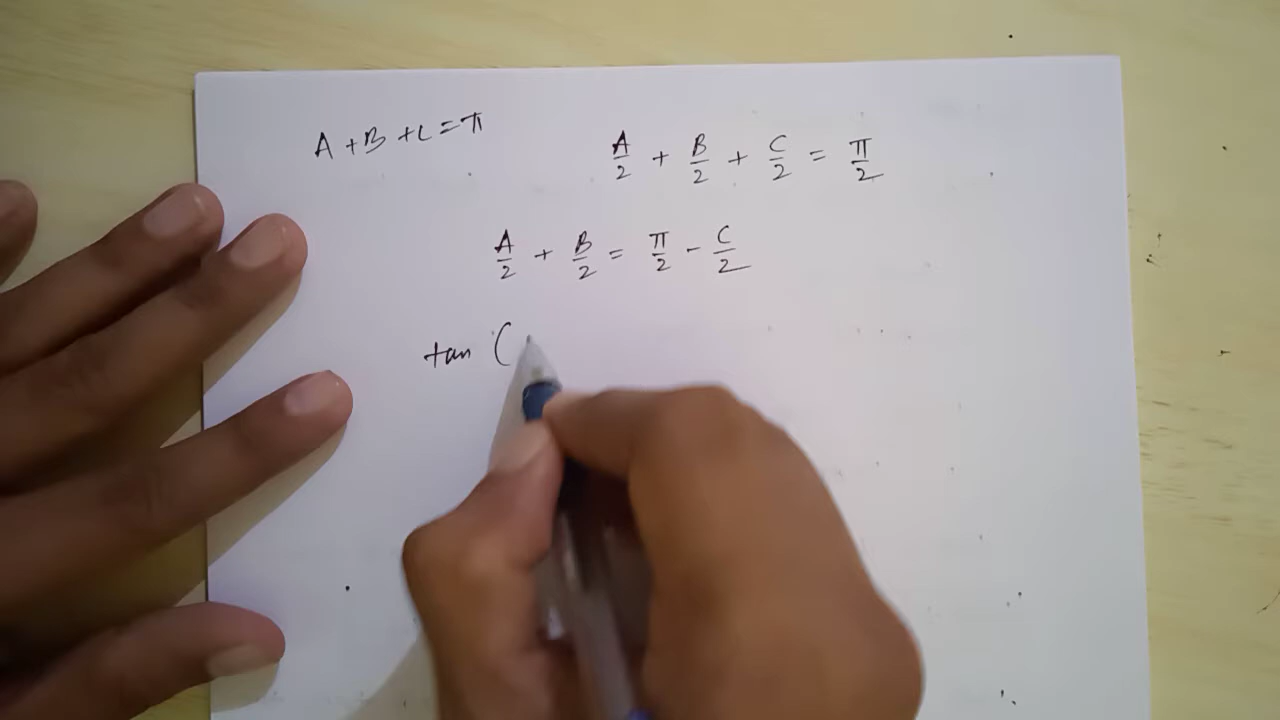 A + B + C = π
A/2 + B/2 + C/2 = π/2
A/2 + B/2 = π/2 - C/2
tan (